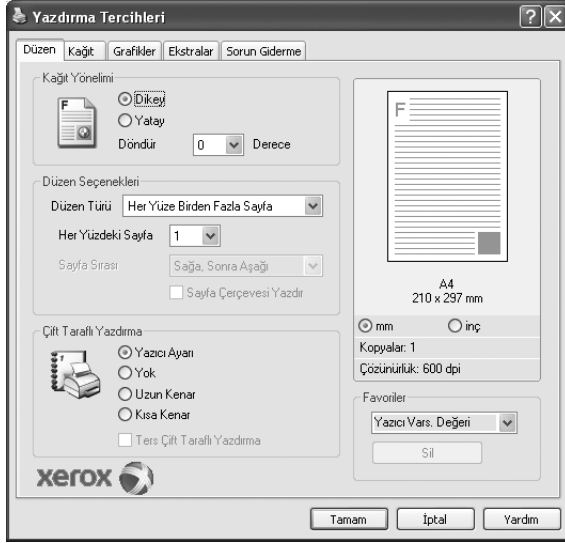 Yazdırma Tercihleri
Düzen Kağıt Grafikler Ekstralar Sorun Giderme
Kağıt Yönelimi
F
Dikey
Yatay
Döndür 0 Derece
Düzen Seçenekleri
Düzen Türü Her Yüze Birden Fazla Sayfa
Her Yüzdeki Sayfa 1
Sayfa Sırası Sağa, Sonra Aşağı
Sayfa Çerçevesi Yazdır
Çift Taraflı Yazdırma
1
Yazıcı Ayarı
Yok
Uzun Kenar
Kısa Kenar
Ters Çift Taraflı Yazdırma
xerox
F
A4
210 x 297 mm
mm inç
Kopyalar: 1
Çözünürlük: 600 dpi
Favoriler
Yazıcı Vars. Değeri
Sil
Tamam İptal Yardım